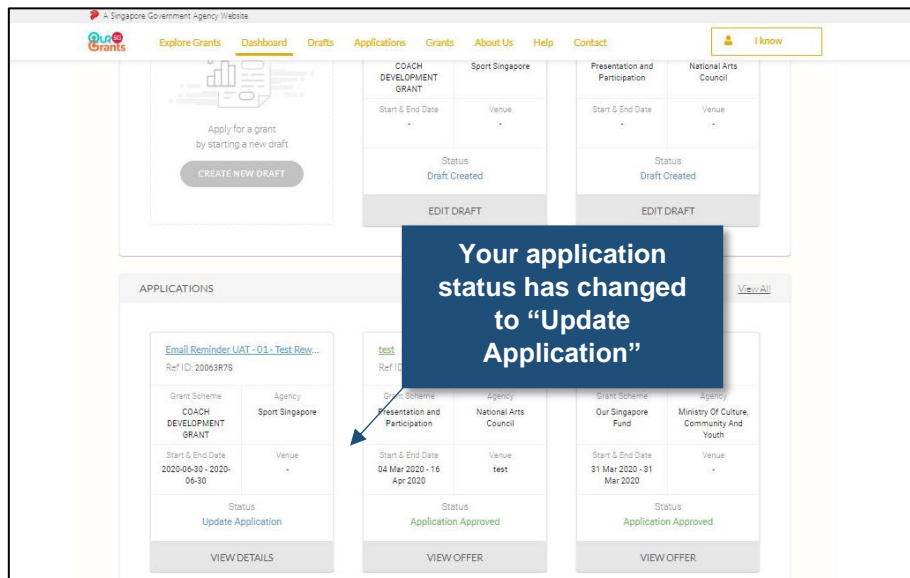 A Singapore Government Agency Website
OurSG Grants
Explore Grants Dashboard Drafts Applications Grants About Us Help Contact I know
Apply for a grant
by starting a new draft
CREATE NEW DRAFT
COACH DEVELOPMENT GRANT
Sport Singapore
Start & End Date
-
Venue
-
Status
Draft Created
EDIT DRAFT
Presentation and Participation
National Arts Council
Start & End Date
-
Venue
-
Status
Draft Created
EDIT DRAFT
Your application
status has changed
to “Update
Application”
APPLICATIONS
View All
Email Reminder UAT - 01 - Test Rew...
Ref ID: 20063R7S
Grant Scheme
COACH
DEVELOPMENT
GRANT
Agency
Sport Singapore
Start & End Date
2020-06-30 - 2020-
06-30
Venue
-
Status
Update Application
VIEW DETAILS
test
Ref ID
Grant Scheme
Presentation and
Participation
Agency
National Arts
Council
Start & End Date
04 Mar 2020 - 16
Apr 2020
Venue
test
Status
Application Approved
VIEW OFFER
Grant Scheme
Our Singapore
Fund
Agency
Ministry Of Culture,
Community And
Youth
Start & End Date
31 Mar 2020 - 31
Mar 2020
Venue
-
Status
Application Approved
VIEW OFFER